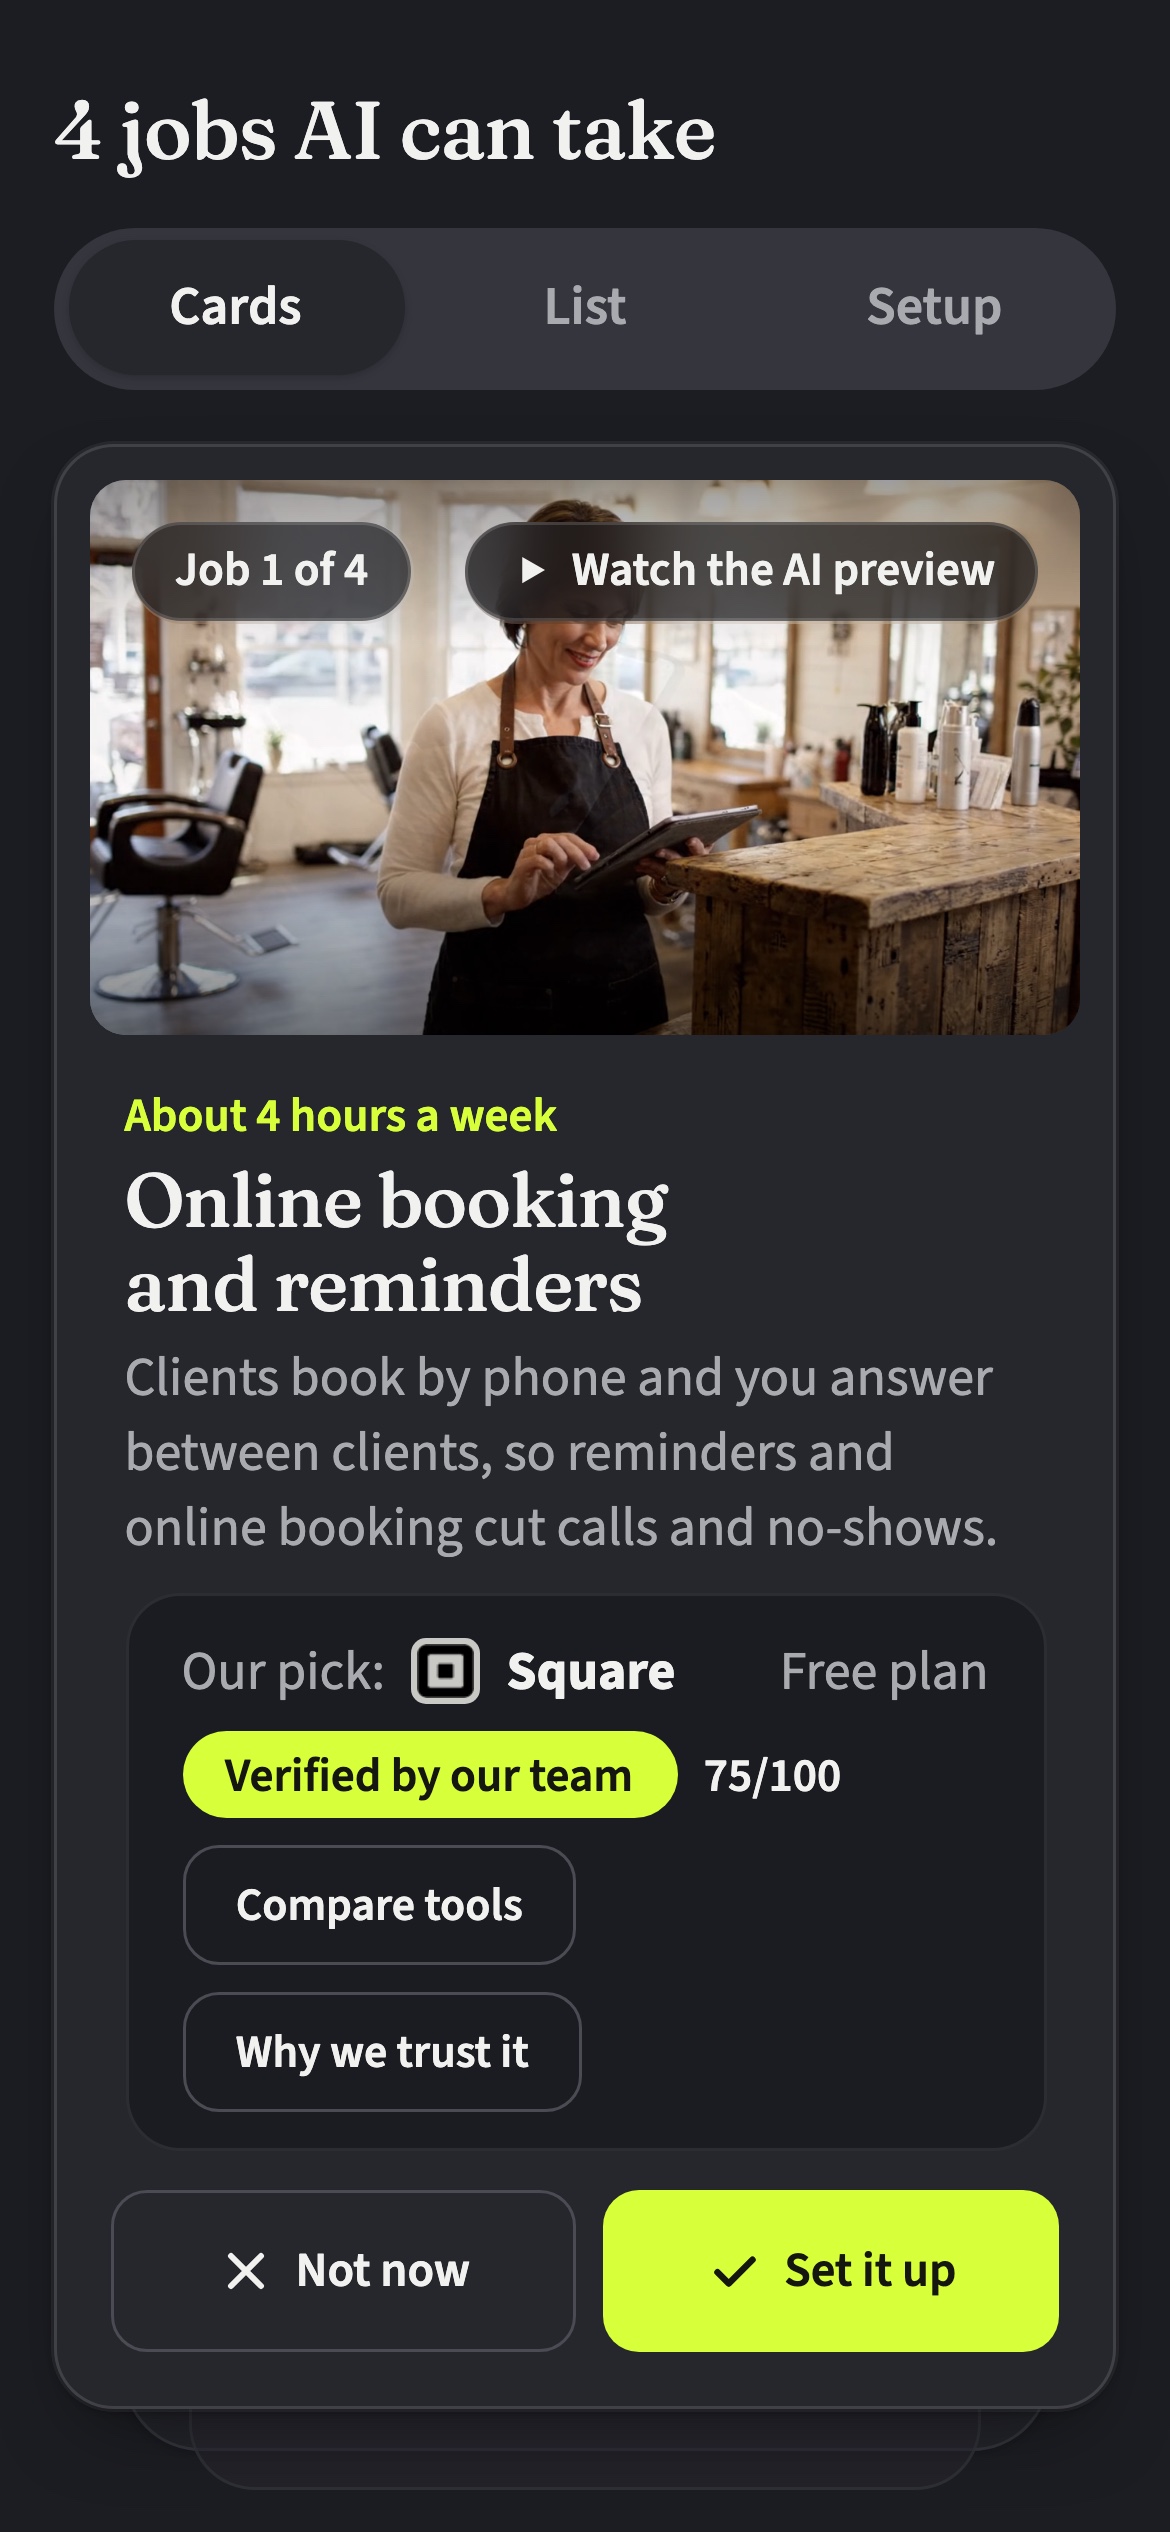 4 jobs AI can take
Cards
List
Setup
Job 1 of 4
Watch the AI preview
About 4 hours a week
Online booking
and reminders
Clients book by phone and you answer
between clients, so reminders and
online booking cut calls and no-shows.
Our pick: Square Free plan
Verified by our team 75/100
Compare tools
Why we trust it
Not now
Set it up